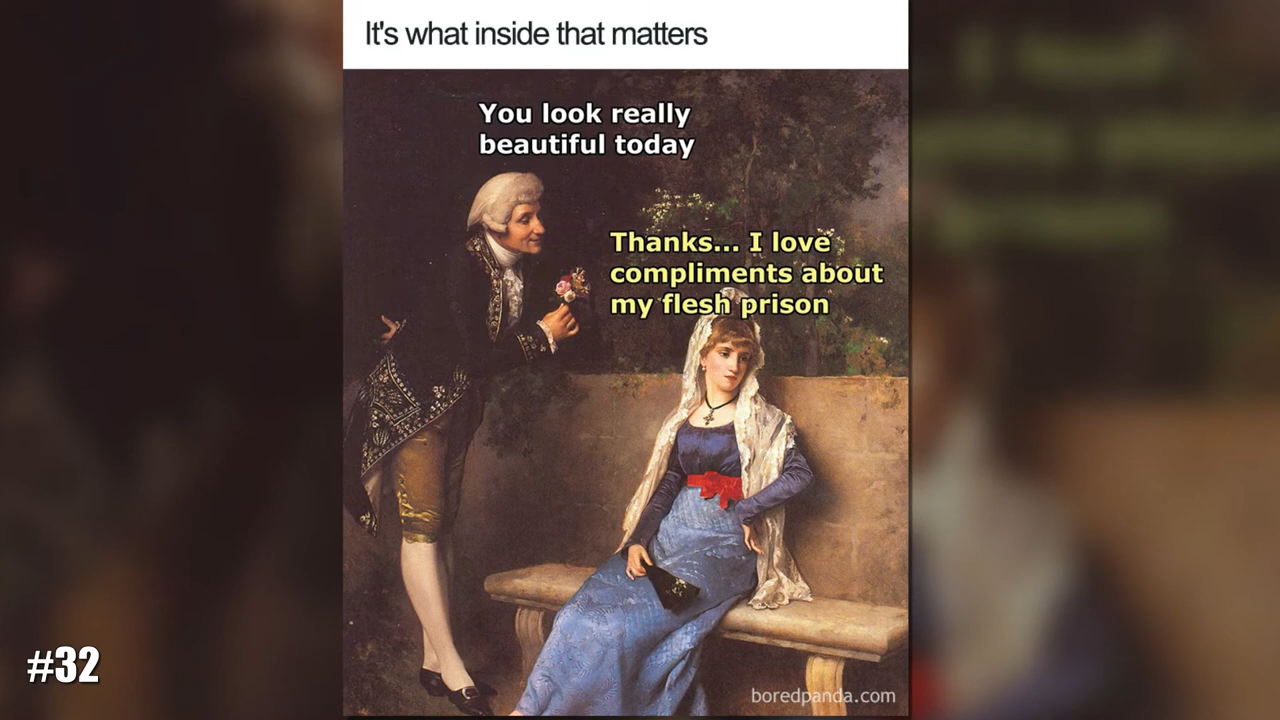 It's what inside that matters
You look really
beautiful today
Thanks... I love
compliments about
my flesh prison
#32
boredpanda.com